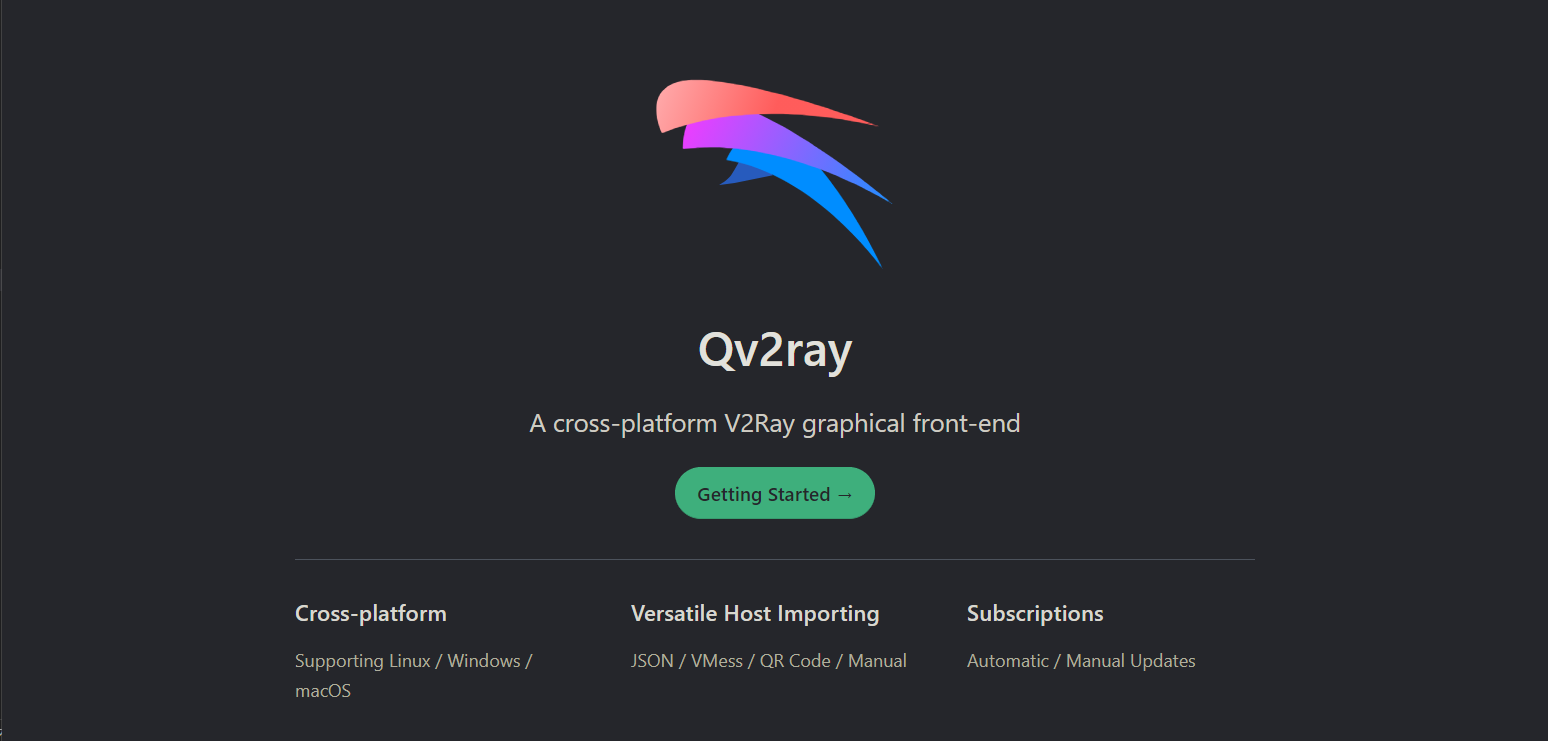 Qv2ray
A cross-platform V2Ray graphical front-end
Getting Started →
Cross-platform
Supporting Linux / Windows /
macOS
Versatile Host Importing
JSON / VMess / QR Code / Manual
Subscriptions
Automatic / Manual Updates